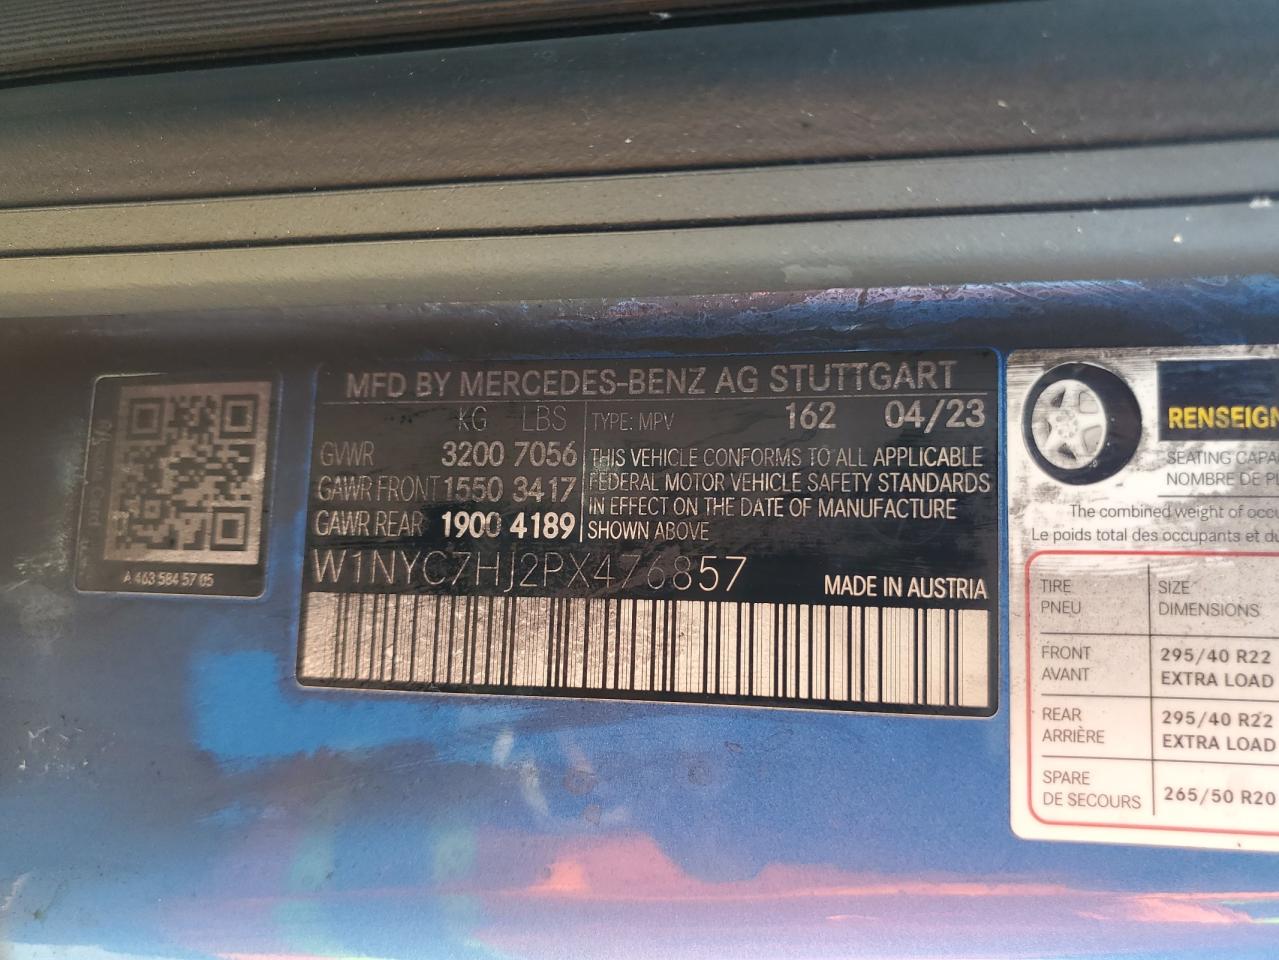 A 463 584 57 05
MFD BY MERCEDES-BENZ AG STUTTGART
KG LBS
GVWR 3200 7056
GAWR FRONT 1550 3417
GAWR REAR 1900 4189
TYPE: MPV 162 04/23
THIS VEHICLE CONFORMS TO ALL APPLICABLE
FEDERAL MOTOR VEHICLE SAFETY STANDARDS
IN EFFECT ON THE DATE OF MANUFACTURE
SHOWN ABOVE
W1NYC7HJ2PX476857
MADE IN AUSTRIA
RENSEIGN
SEATING CAPA
NOMBRE DE PL
The combined weight of occu
Le poids total des occupants et du
TIRE SIZE
PNEU DIMENSIONS
FRONT 295/40 R22
AVANT EXTRA LOAD
REAR 295/40 R22
ARRIÈRE EXTRA LOAD
SPARE
DE SECOURS 265/50 R20